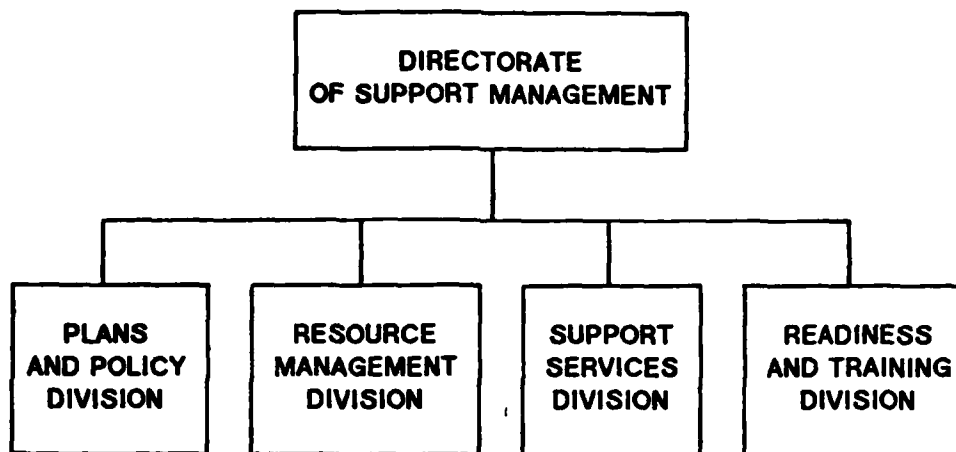 DIRECTORATE
OF SUPPORT MANAGEMENT
PLANS
AND POLICY
DIVISION
RESOURCE
MANAGEMENT
DIVISION
SUPPORT
SERVICES
DIVISION
READINESS
AND TRAINING
DIVISION